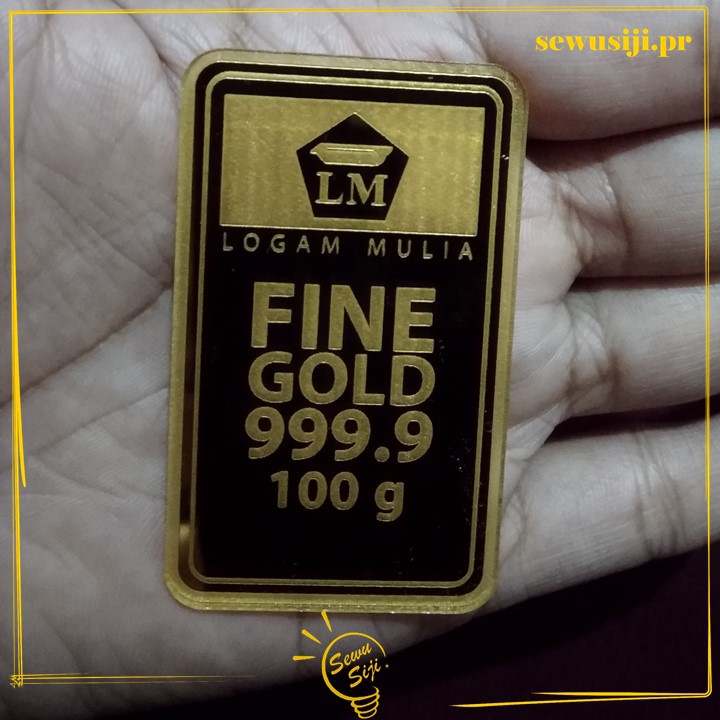 sewusiji.pr
LM
LOGAM MULIA
FINE
GOLD
999.9
100 g
Sewu
Siji.